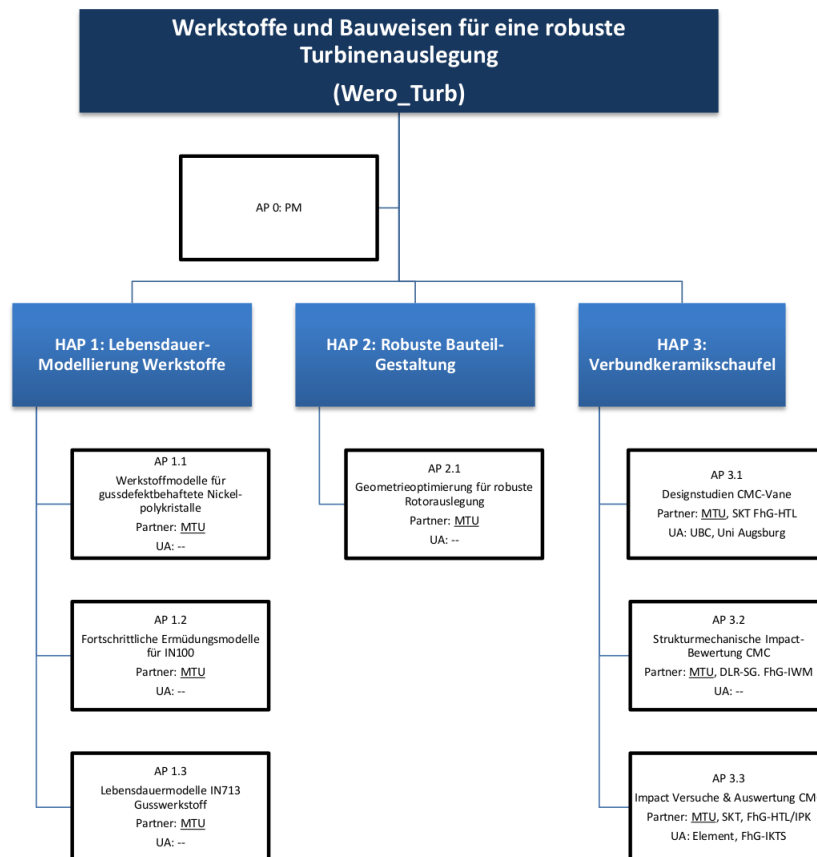 Werkstoffe und Bauweisen für eine robuste
Turbinenauslegung
(Wero_Turb)
AP 0: PM
HAP 1: Lebensdauer-
Modellierung Werkstoffe
HAP 2: Robuste Bauteil-
Gestaltung
HAP 3:
Verbundkeramikschaufel
AP 1.1
Werkstoffmodelle für
gussdefektbehaftete Nickel-
polykristalle
Partner: MTU
UA: --
AP 2.1
Geometrieoptimierung für robuste
Rotorauslegung
Partner: MTU
UA: --
AP 3.1
Designstudien CMC-Vane
Partner: MTU, SKT FhG-HTL
UA: UBC, Uni Augsburg
AP 1.2
Fortschrittliche Ermüdungsmodelle
für IN100
Partner: MTU
UA: --
AP 3.2
Strukturmechanische Impact-
Bewertung CMC
Partner: MTU, DLR-SG. FhG-IWM
UA: --
AP 1.3
Lebensdauermodelle IN713
Gusswerkstoff
Partner: MTU
UA: --
AP 3.3
Impact Versuche & Auswertung CM
Partner: MTU, SKT, FhG-HTL/IPK
UA: Element, FhG-IKTS